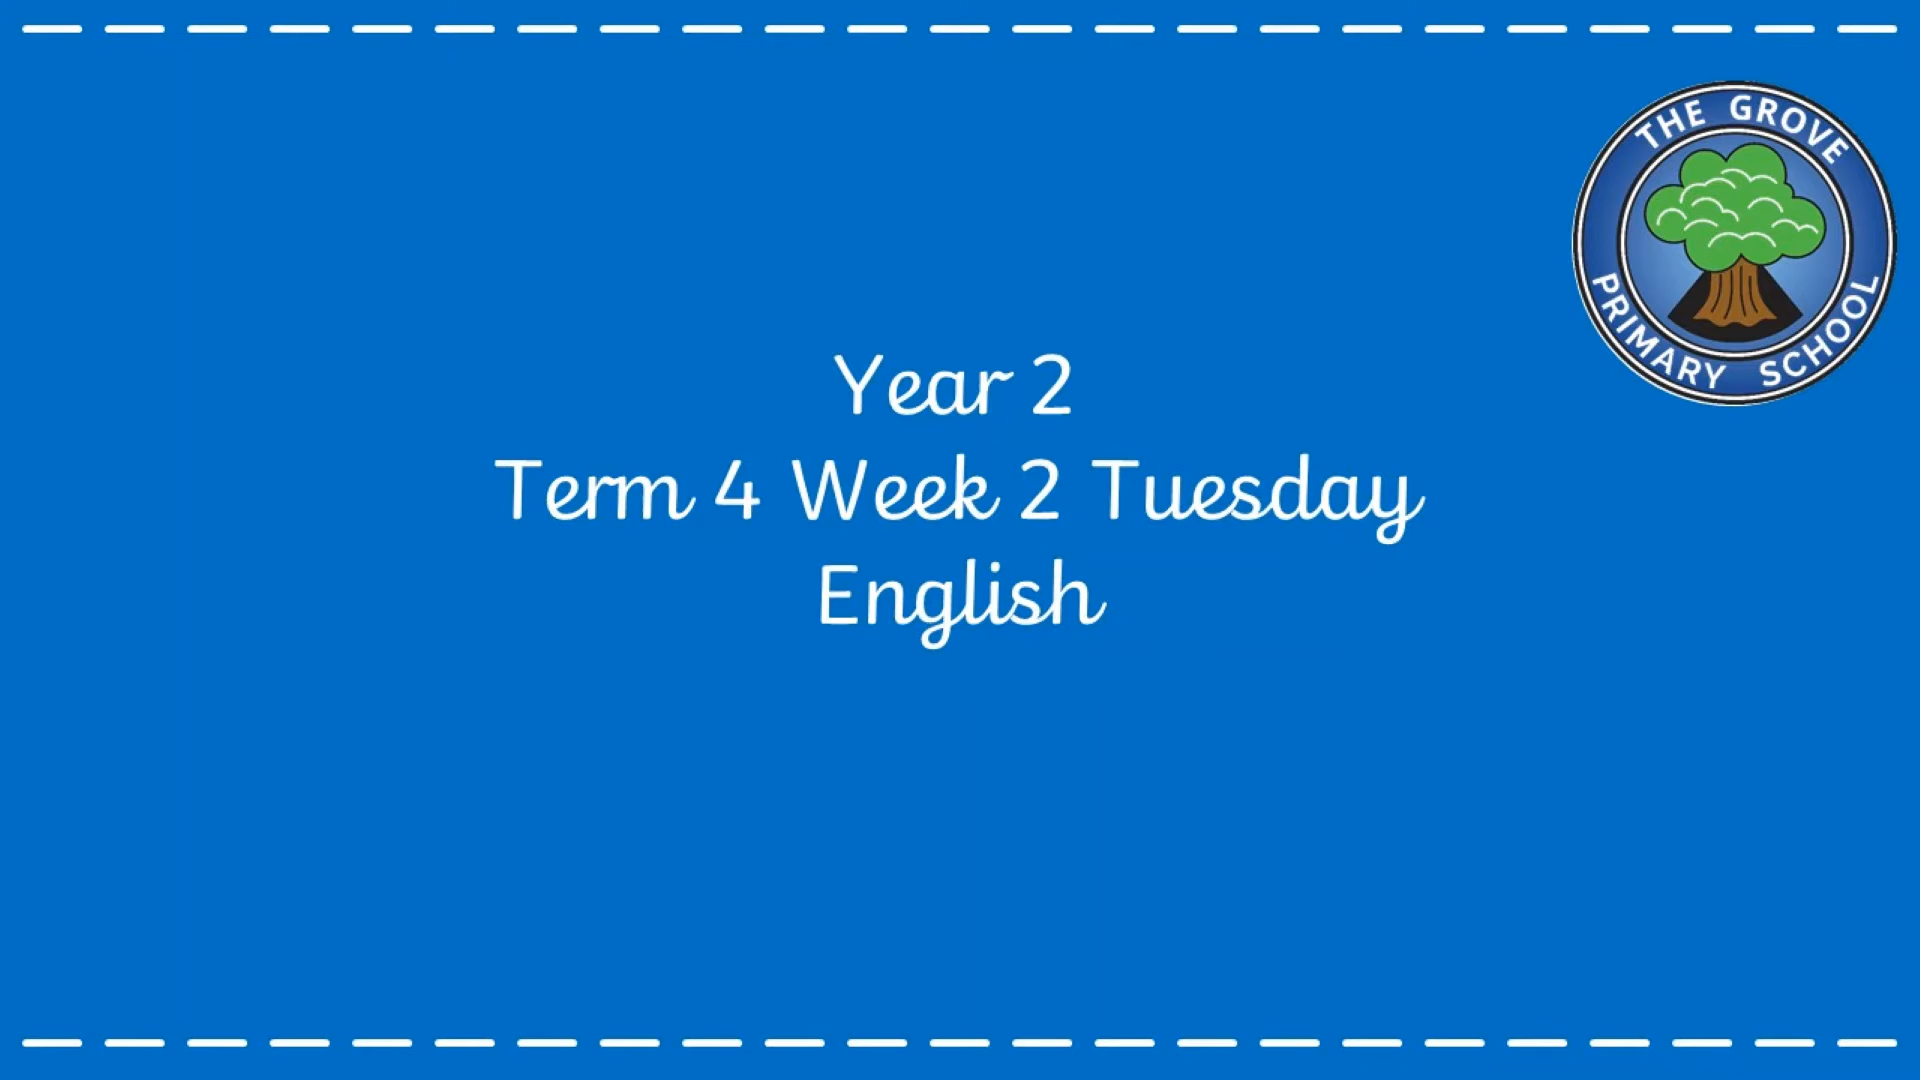 THE GROVE
PRIMARY SCHOOL
Year 2
Term 4 Week 2 Tuesday
English